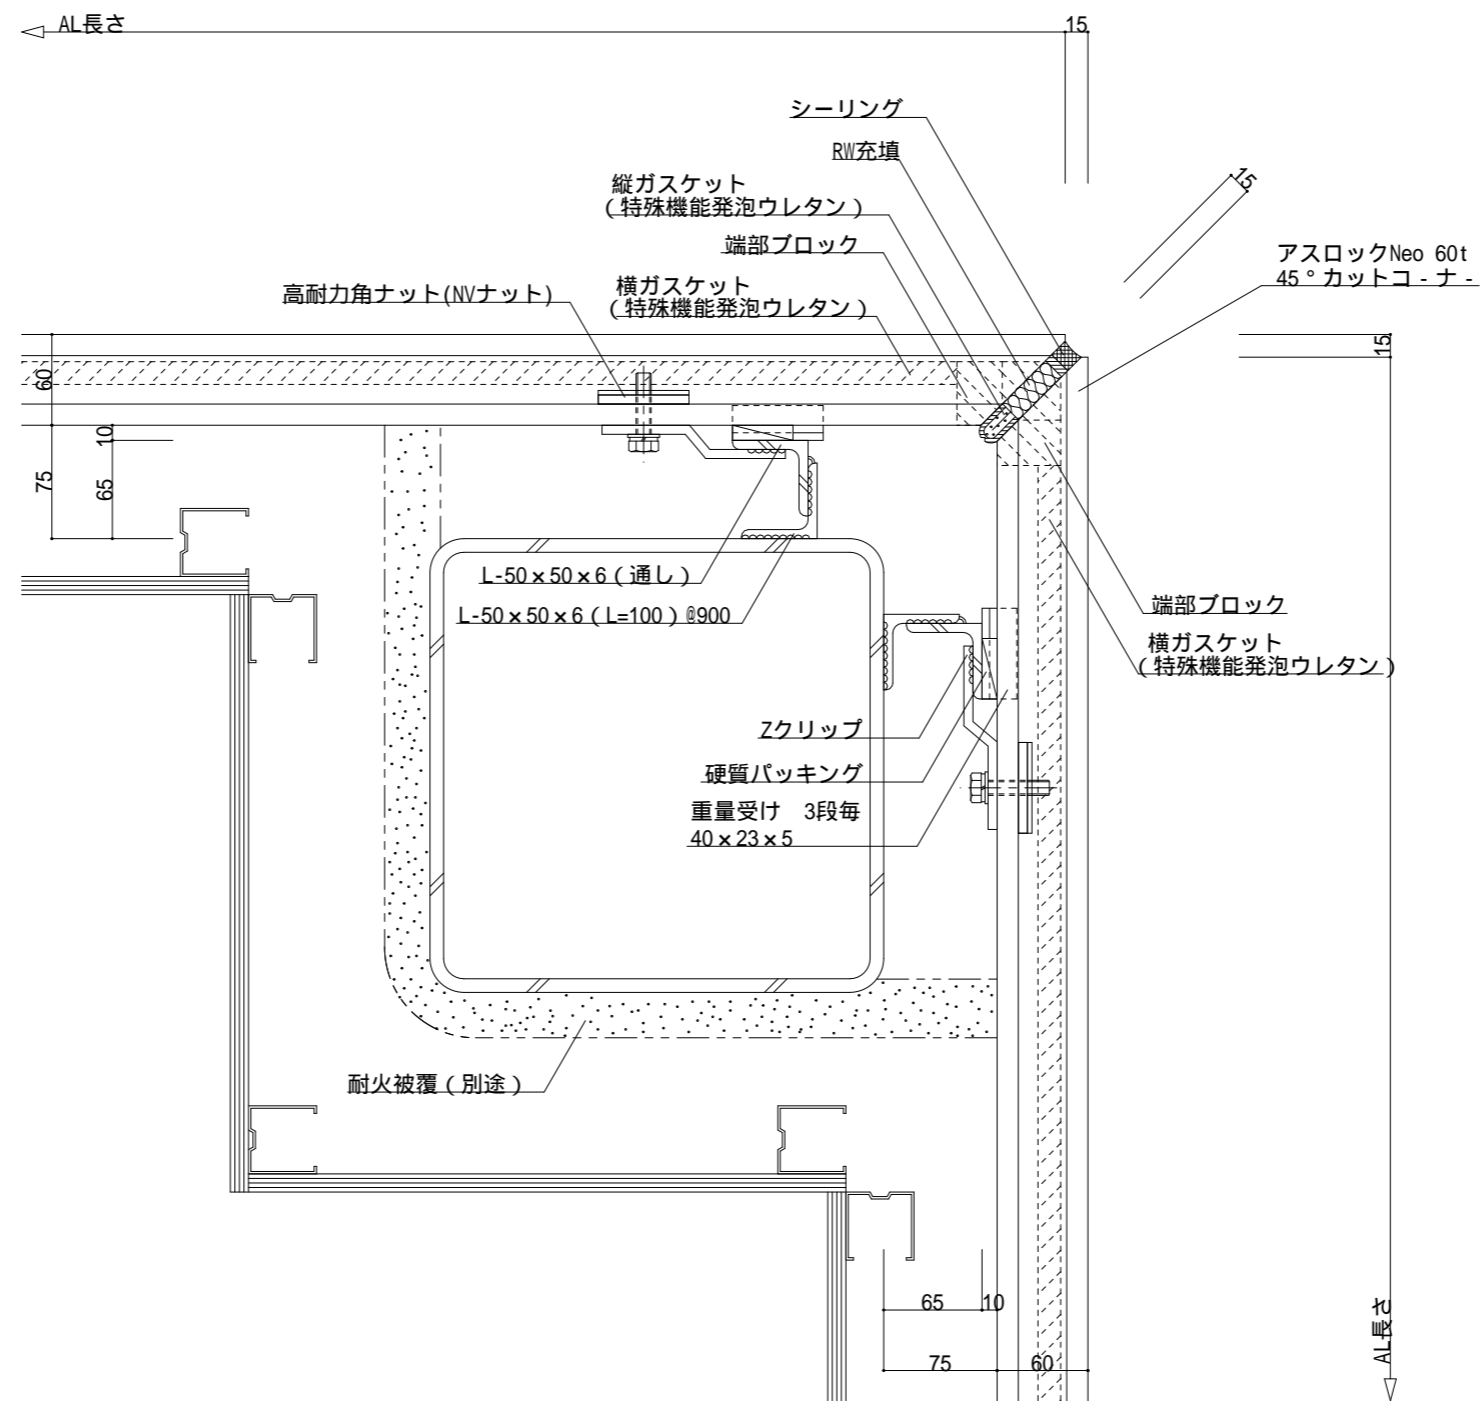 AL長さ
15
シーリング
RW充填
縦ガスケット
(特殊機能発泡ウレタン)
端部ブロック
高耐力角ナット(NVナット)
横ガスケット
(特殊機能発泡ウレタン)
15
アスロックNeo 60t
45°カットコ-ナ-
15
60
10
75
65
L-50×50×6(通し)
L-50×50×6(L=100)@900
端部ブロック
横ガスケット
(特殊機能発泡ウレタン)
Zクリップ
硬質パッキング
重量受け 3段毎
40×23×5
耐火被覆(別途)
65
10
75
60
AL長さ